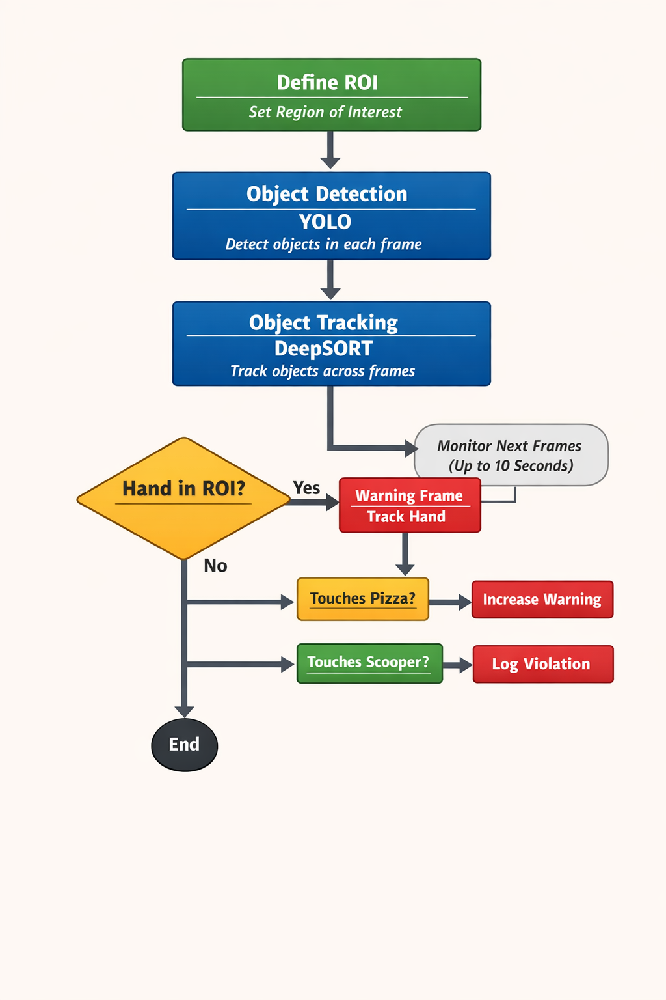 Define ROI
Set Region of Interest
Object Detection
YOLO
Detect objects in each frame
Object Tracking
DeepSORT
Track objects across frames
Monitor Next Frames
(Up to 10 Seconds)
Hand in ROI?
Yes
Warning Frame
Track Hand
No
Touches Pizza?
Increase Warning
Touches Scooper?
Log Violation
End